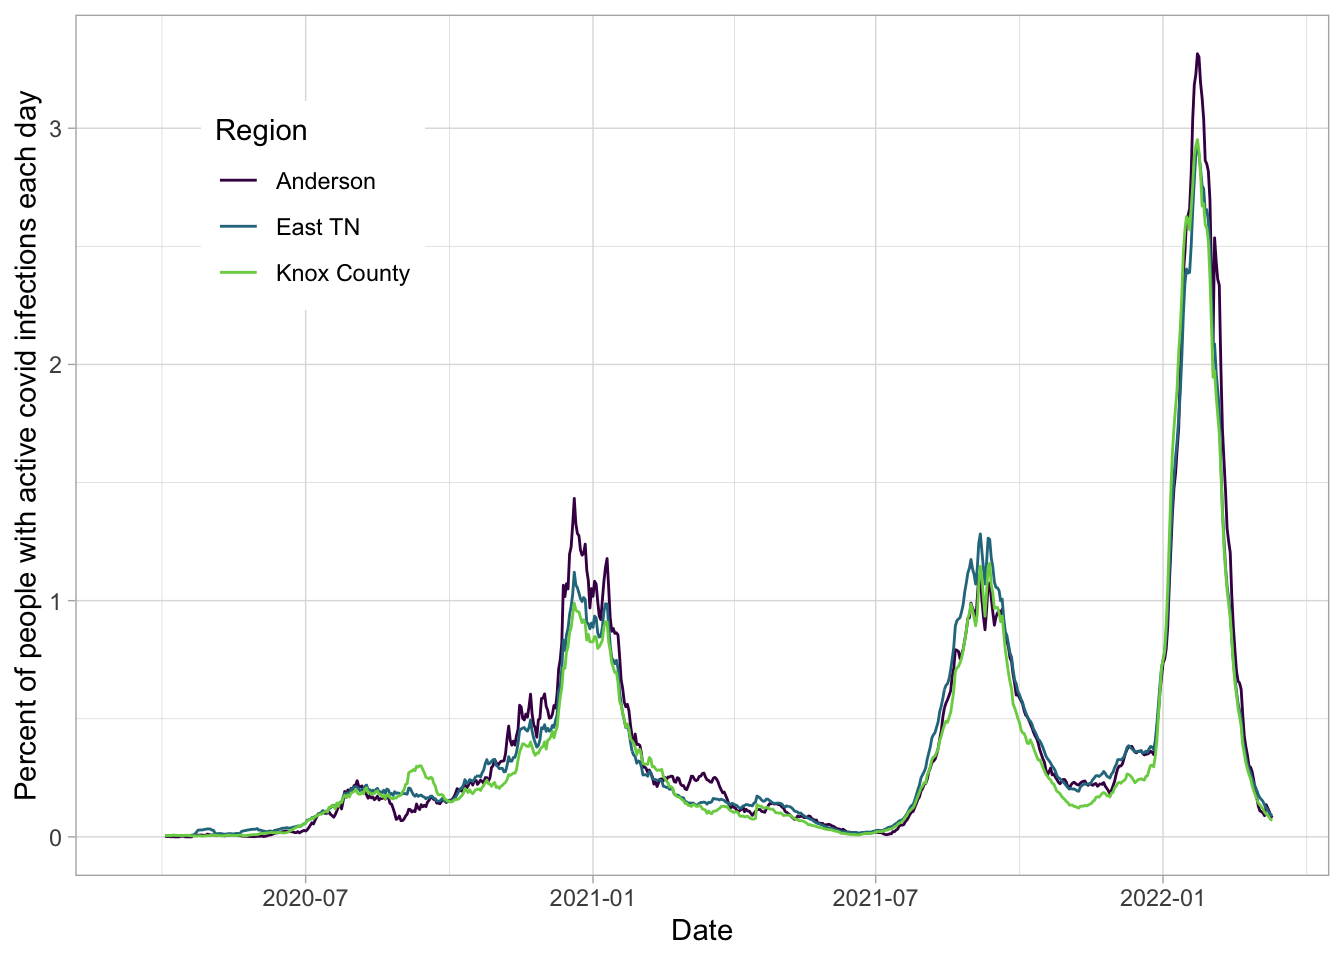 Percent of people with active covid infections each day
3
2
1
0
Region
Anderson
East TN
Knox County
2020-07
2021-01
2021-07
2022-01
Date